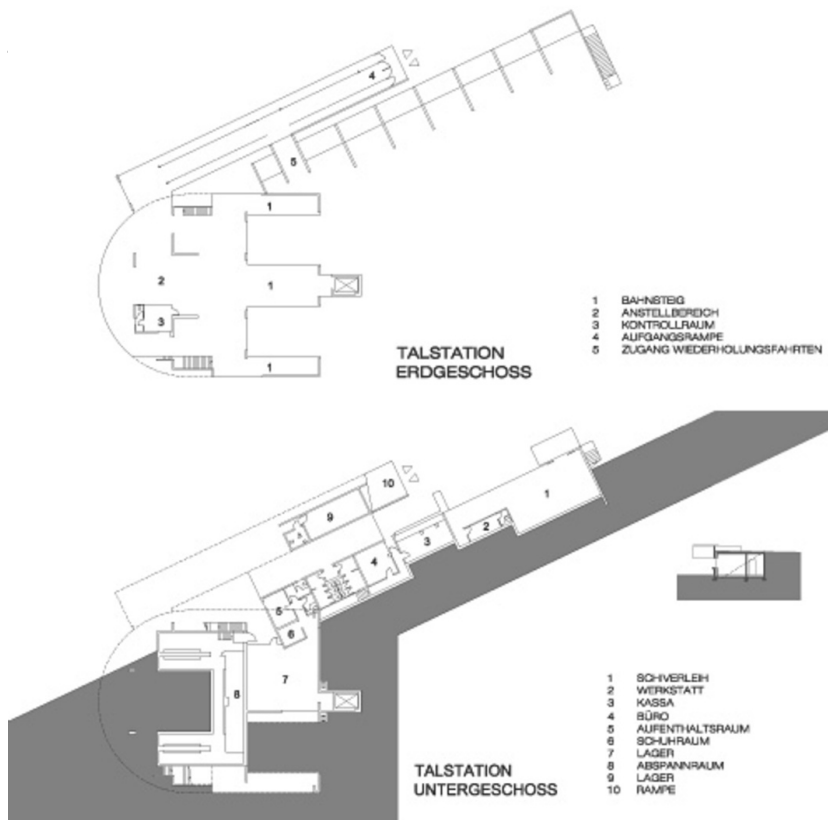 4
5
1
2
1
3
1
TALSTATION
ERDGESCHOSS
1 BAHNSTEIG
2 ANSTELLBEREICH
3 KONTROLLRAUM
4 AUFGANGSRAMPE
5 ZUGANG WIEDERHOLUNGSFAHRTEN
10
1
9
2
3
4
5
6
7
8
TALSTATION
UNTERGESCHOSS
1 SCHIVERLEIH
2 WERKSTATT
3 KASSA
4 BÜRO
5 AUFENTHALTSRAUM
6 SCHUHRAUM
7 LAGER
8 ABSPANNRAUM
9 LAGER
10 RAMPE